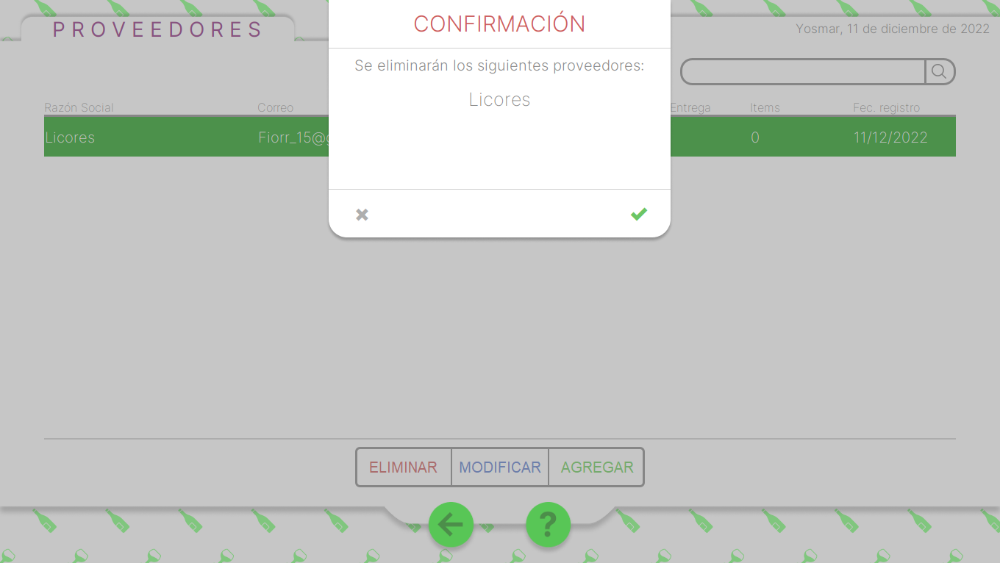 PROVEEDORES
CONFIRMACIÓN
Yosmar, 11 de diciembre de 2022
Se eliminarán los siguientes proveedores:
Licores
Razón Social Correo Entrega Items Fec. registro
Licores Fiorr_15@ 0 11/12/2022
ELIMINAR MODIFICAR AGREGAR
?